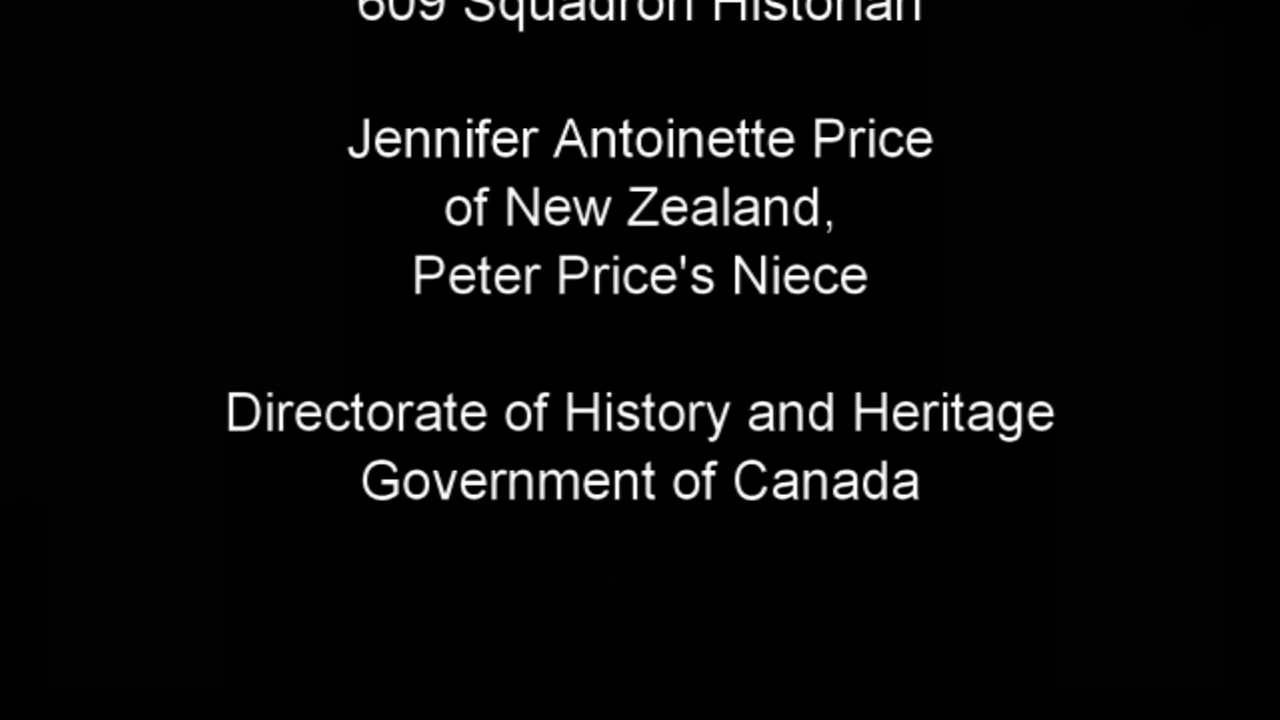 609 Squadron Historian
Jennifer Antoinette Price
of New Zealand,
Peter Price's Niece
Directorate of History and Heritage
Government of Canada